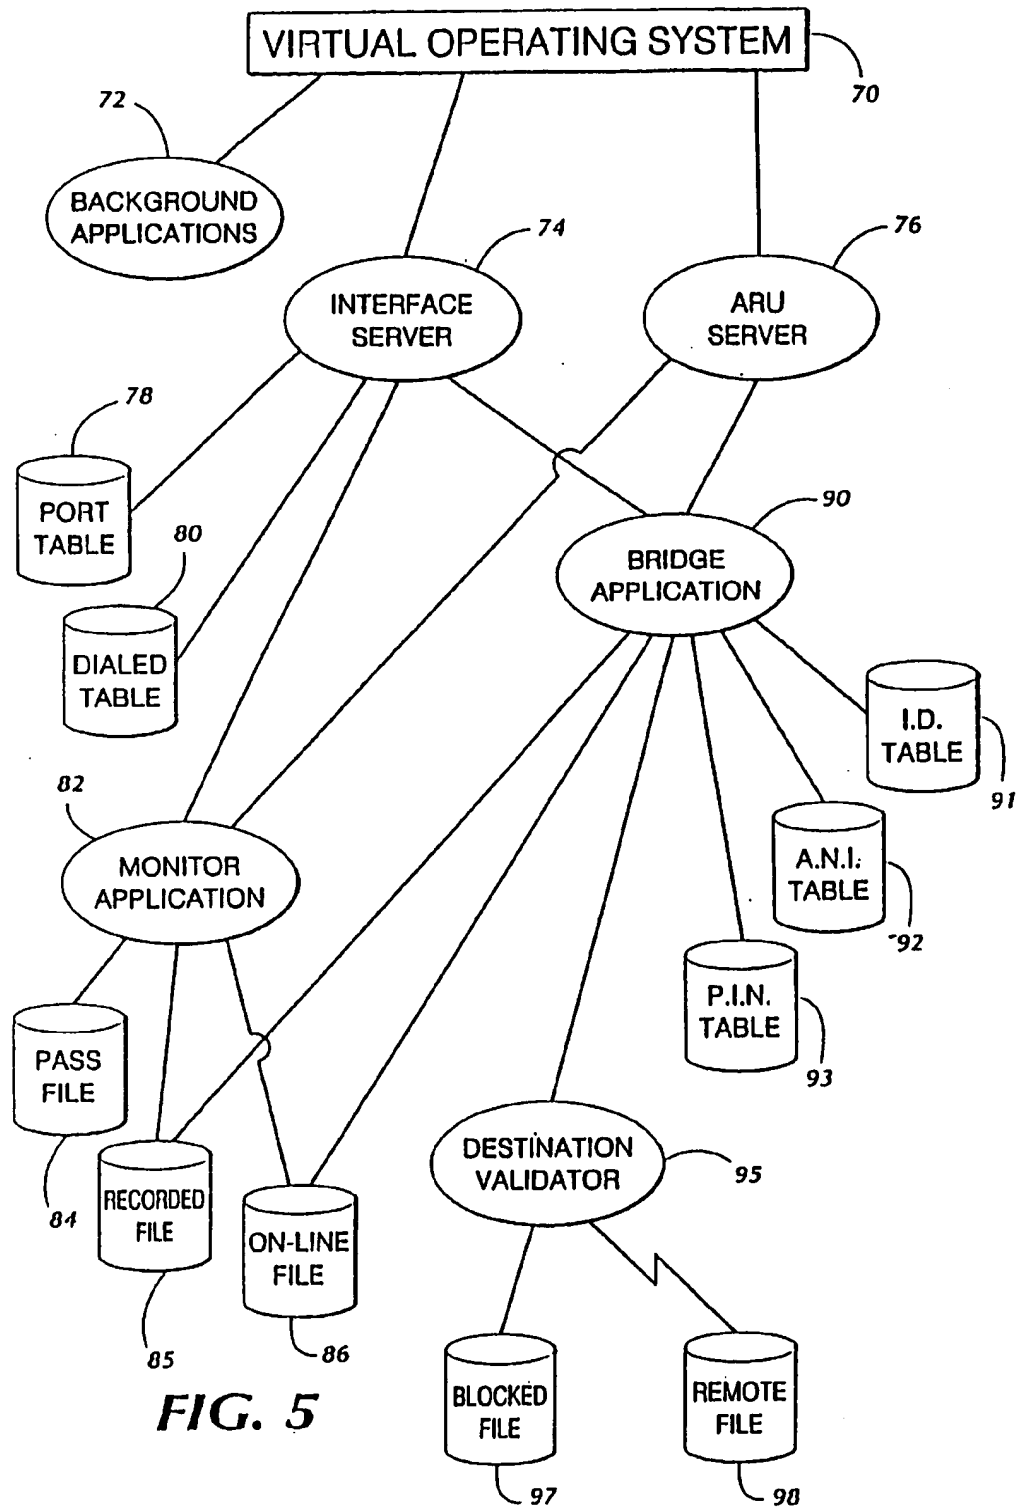 VIRTUAL OPERATING SYSTEM
70
72
BACKGROUND
APPLICATIONS
74
76
INTERFACE
SERVER
ARU
SERVER
78
PORT
TABLE
80
90
BRIDGE
APPLICATION
DIALED
TABLE
I.D.
TABLE
91
82
MONITOR
APPLICATION
A.N.I.
TABLE
92
P.I.N.
TABLE
93
PASS
FILE
84
DESTINATION
VALIDATOR
95
RECORDED
FILE
85
ON-LINE
FILE
86
BLOCKED
FILE
97
REMOTE
FILE
98
FIG. 5